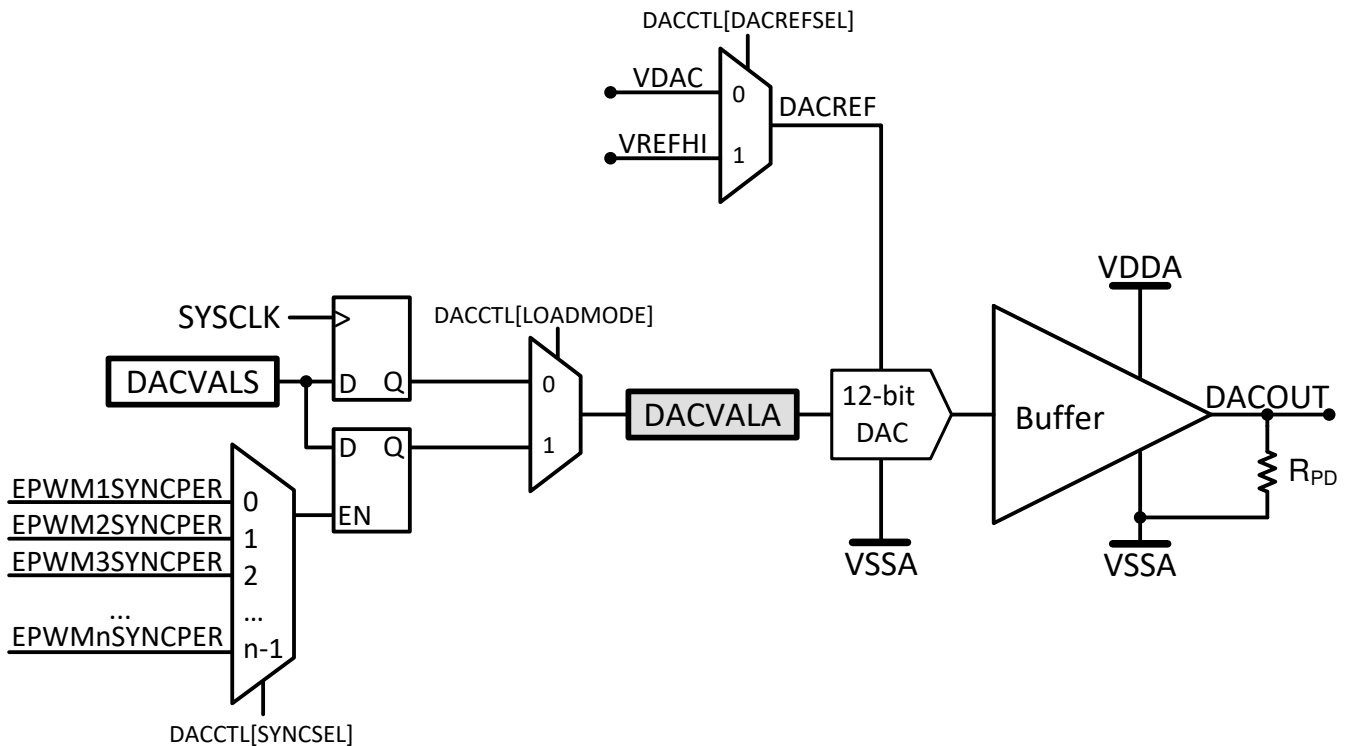 DACCTL[DACREFSEL]
VDAC
0
DACREF
VREFHI
1
VDDA
SYSCLK
>
DACCTL[LOADMODE]
DACVALS
D
Q
0
DACVALA
12-bit
DAC
Buffer
DACOUT
D
Q
1
RPD
EPWM1SYNCPER
0
EN
EPWM2SYNCPER
1
EPWM3SYNCPER
2
VSSA
VSSA
...
...
EPWMnSYNCPER
n-1
DACCTL[SYNCSEL]